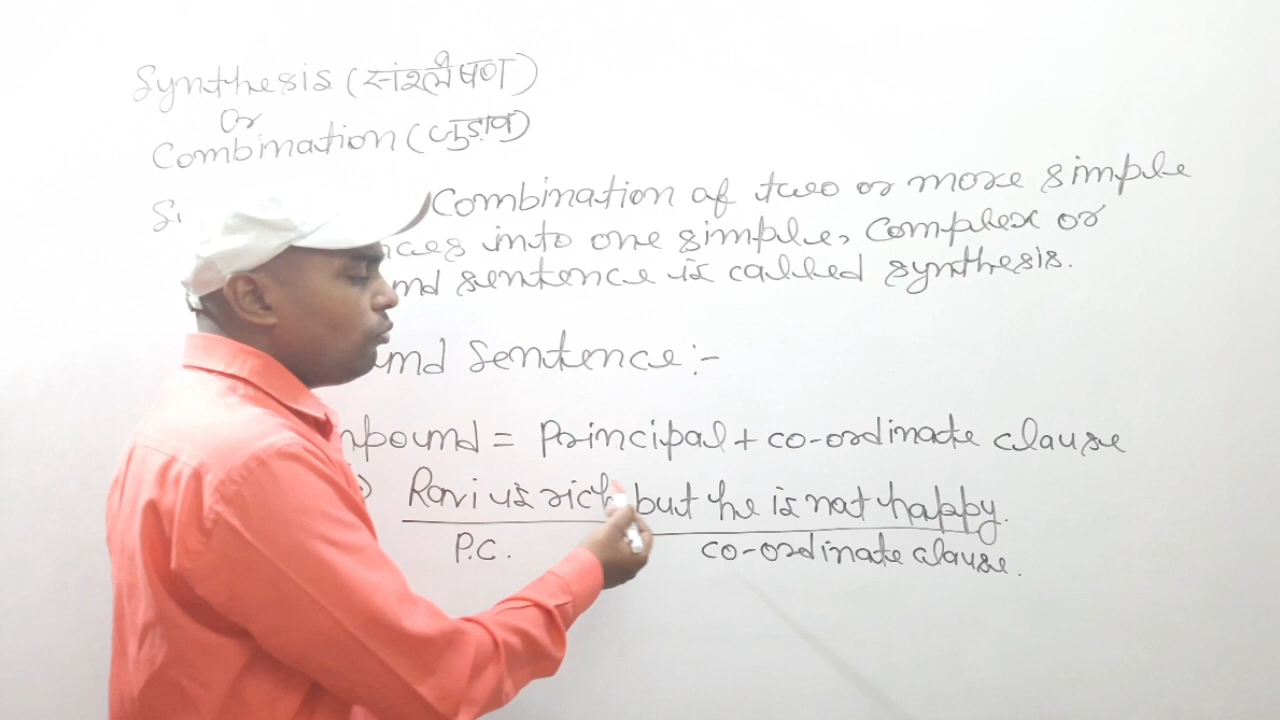 Synthesis (संश्लेषण)
Or
Combination (जुड़ाव)
Combination of two or more simple
into one simple, Complex or
sentence is called synthesis.
Sentence :-
= Principal + co-ordinate clause
Ravi is rich but he is not happy.
P.C. co-ordinate clause.